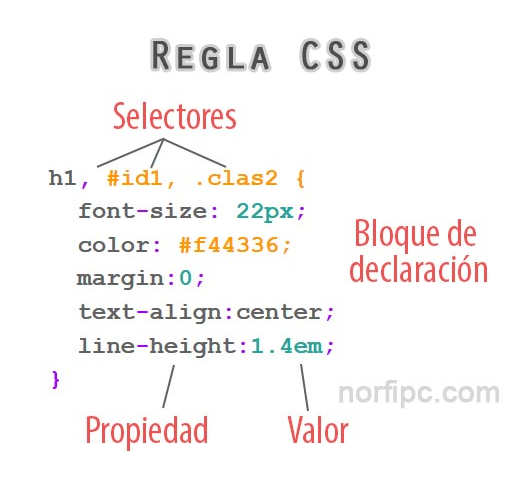 REGLA CSS
Selectores
h1, #id1, .clas2 {
font-size: 22px;
color: #f44336;
margin:0;
text-align:center;
line-height:1.4em;
}
Bloque de
declaración
norfipc.com
Propiedad
Valor